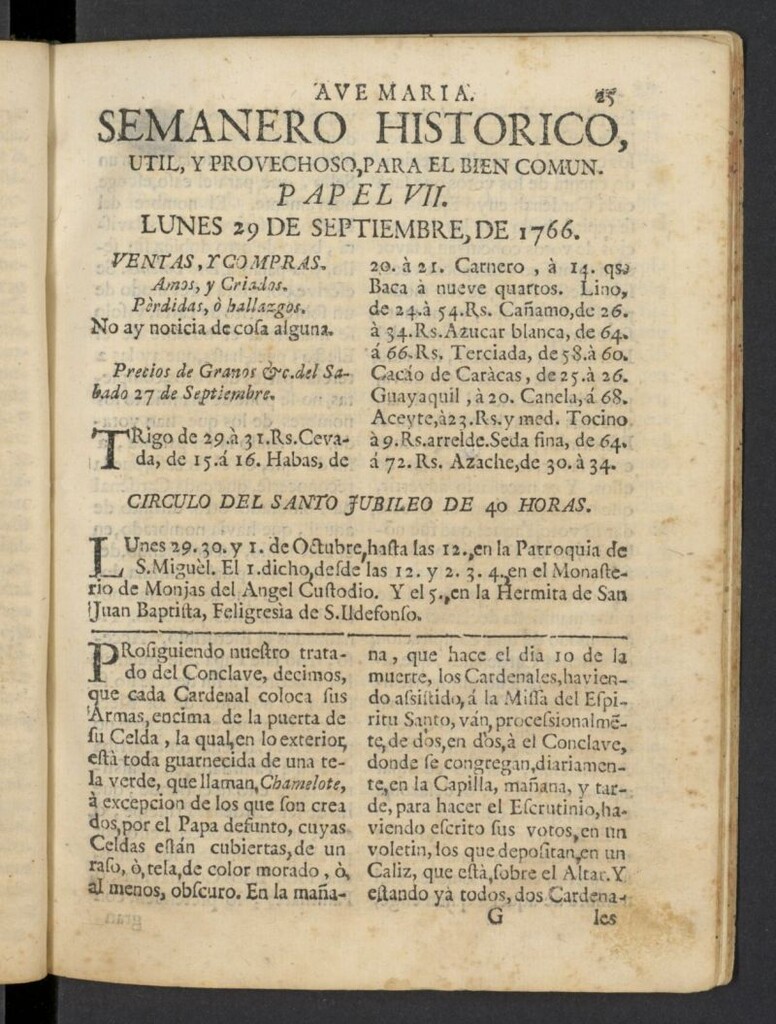 AVE MARIA.
25
SEMANERO HISTORICO,
UTIL, Y PROVECHOSO, PARA EL BIEN COMUN.
PAPEL VII.
LUNES 29 DE SEPTIEMBRE, DE 1766.
VENTAS, Y COMPRAS.
Amos, y Criados.
Pèrdidas, ò hallazgos.
No ay noticia de coſa alguna.
Precios de Granos &c. del Sa-
bado 27 de Septiembre.
TRigo de 29. à 31. Rs. Ceva-
da, de 15. á 16. Habas, de
20. à 21. Carnero, à 14. qs.
Baca à nueve quartos. Lino,
de 24. à 54. Rs. Cañamo, de 26.
à 34. Rs. Azucar blanca, de 64.
á 66. Rs. Terciada, de 58. à 60.
Cacào de Caràcas, de 25. à 26.
Guayaquil, à 20. Canela, á 68.
Aceyte, à 23. Rs. y med. Tocino
à 9. Rs. arrelde. Seda fina, de 64.
á 72. Rs. Azache, de 30. à 34.
CIRCULO DEL SANTO JUBILEO DE 40 HORAS.
LUnes 29. 30. y 1. de Octubre, haſta las 12., en la Parroquia de
S. Miguèl. El 1. dicho, deſde las 12. y 2. 3. 4., en el Monaſte-
rio de Monjas del Angel Cuſtodio. Y el 5., en la Hermita de San
Juan Baptiſta, Feligresìa de S. Ildefonſo.
PRoſiguiendo nueſtro trata-
do del Conclave, decimos,
que cada Cardenal coloca ſus
Armas, encima de la puerta de
ſu Celda, la qual, en lo exterior,
eſtà toda guarnecida de una te-
la verde, que llaman, Chamelote,
à excepcion de los que ſon crea
dos, por el Papa defunto, cuyas
Celdas eſtán cubiertas, de un
raſo, ò, tela, de color morado, ò,
al menos, obſcuro. En la maña-
na, que hace el dia 10 de la
muerte, los Cardenales, havien-
do aſsiſtido, á la Miſſa del Eſpi-
ritu Santo, ván, proceſsionalmẽ-
te, de dos, en dos, à el Conclave,
donde ſe congregan, diariamen-
te, en la Capilla, mañana, y tar-
de, para hacer el Eſcrutinio, ha-
viendo eſcrito ſus votos, en un
voletin, los que depoſitan, en un
Caliz, que eſtà, ſobre el Altar. Y
eſtando yà todos, dos Cardena-
G
les